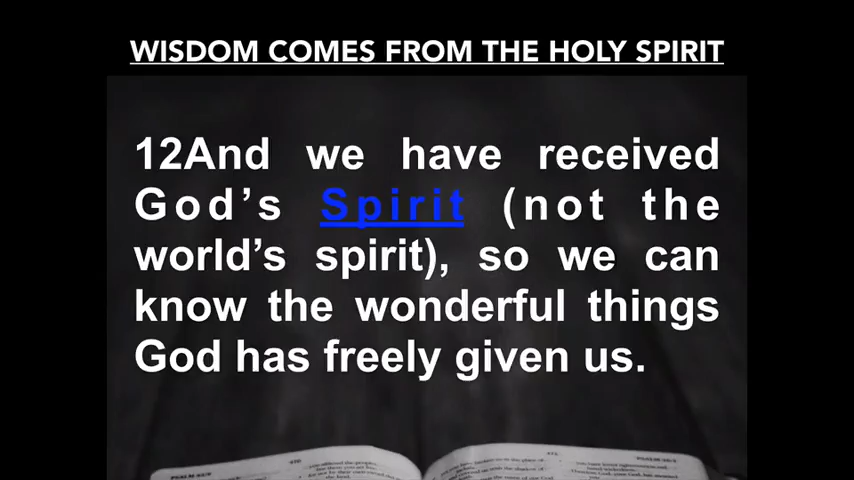 WISDOM COMES FROM THE HOLY SPIRIT
12And we have received
God’s Spirit (not the
world’s spirit), so we can
know the wonderful things
God has freely given us.